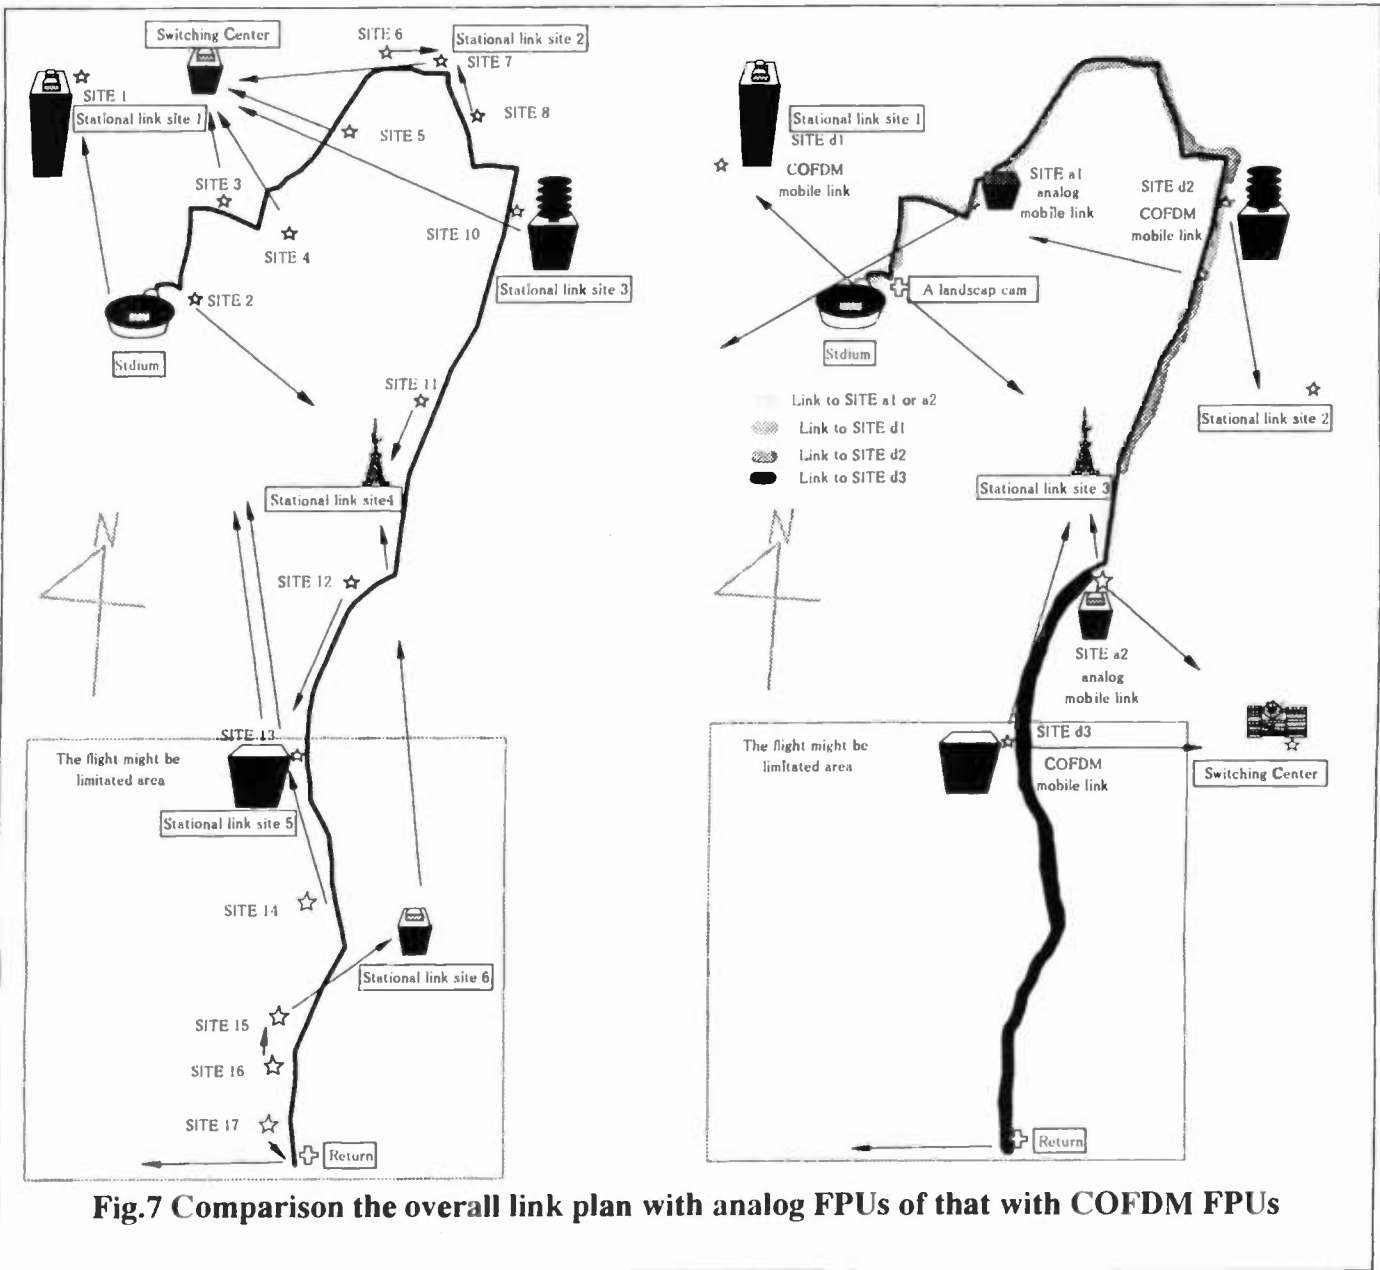 Switching Center
SITE 6
Stational link site 2
SITE 7
SITE 1
Stational link site 1
SITE 8
SITE 5
SITE 3
SITE 10
SITE 4
Stational link site 3
SITE 2
Stdium
SITE 11
Stational link site4
N
SITE 12
SITE 13
The flight might be
limitated area
Stational link site 5
SITE 14
Stational link site 6
SITE 15
SITE 16
SITE 17
Return
Stational link site 1
SITE d1
COFDM
mobile link
SITE a1
analog
mobile link
SITE d2
COFDM
mobile link
A landscap cam
Stdium
Link to SITE a1 or a2
Link to SITE d1
Link to SITE d2
Link to SITE d3
Stational link site 2
Stational link site 3
N
SITE a2
analog
mobile link
SITE d3
COFDM
mobile link
The flight might be
limitated area
Switching Center
Return
Fig.7 Comparison the overall link plan with analog FPUs of that with COFDM FPUs